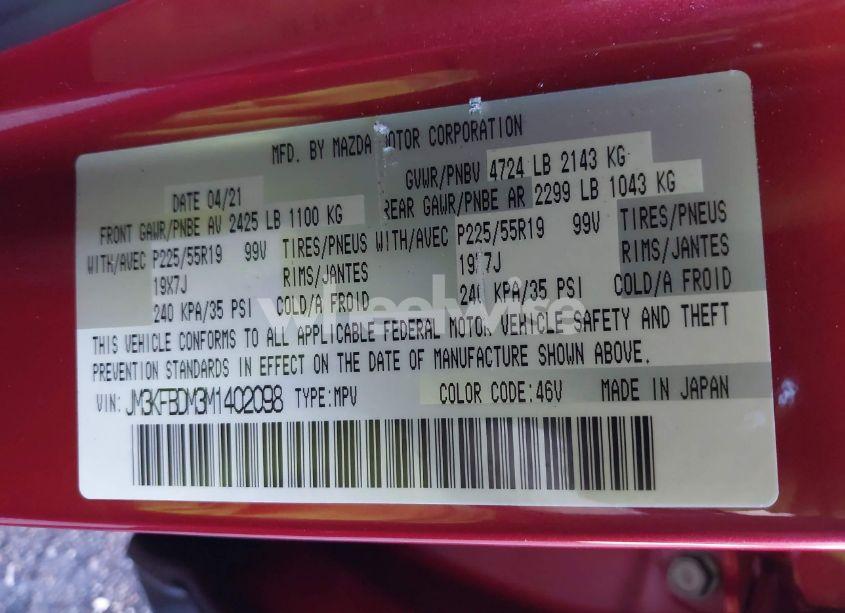 MFD. BY MAZDA MOTOR CORPORATION
DATE 04/21
GVWR/PNBV 4724 LB 2143 KG
FRONT GAWR/PNBE AV 2425 LB 1100 KG
REAR GAWR/PNBE AR 2299 LB 1043 KG
WITH/AVEC P225/55R19 99V TIRES/PNEUS
WITH/AVEC P225/55R19 99V TIRES/PNEUS
19X7J RIMS/JANTES
19X7J RIMS/JANTES
240 KPA/35 PSI COLD/A FROID
240 KPA/35 PSI COLD/A FROID
wheelwise
THIS VEHICLE CONFORMS TO ALL APPLICABLE FEDERAL MOTOR VEHICLE SAFETY AND THEFT
PREVENTION STANDARDS IN EFFECT ON THE DATE OF MANUFACTURE SHOWN ABOVE.
VIN: JM3KFBDM3M1402098 TYPE:MPV COLOR CODE:46V MADE IN JAPAN